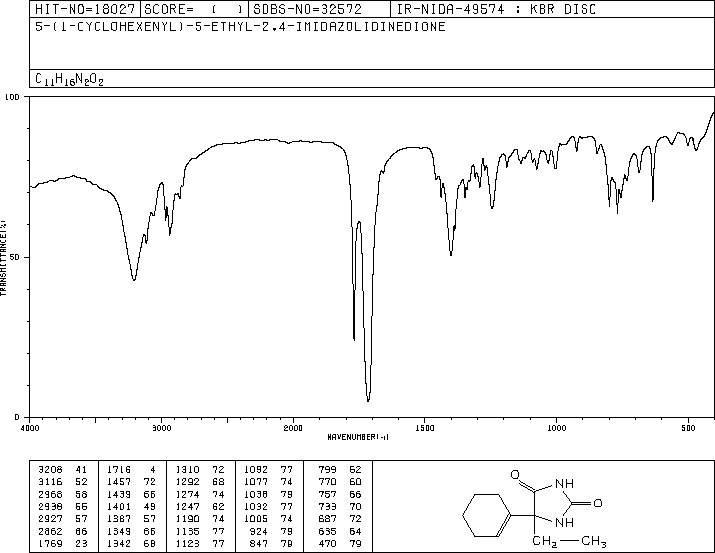 HIT-NO=18027 SCORE= ( ) SDBS-NO=32572 IR-NIDA-49574 : KBR DISC
5-(1-CYCLOHEXENYL)-5-ETHYL-2.4-IMIDAZOLIDINEDIONE
C11H16N2O2
100
50
0
TRANSMITTANCE(%)
4000 3000 2000 1500 1000 500
WAVENUMBER(-1)
3208 41 1716 4 1310 72 1092 77 799 62
3116 52 1457 72 1292 68 1077 74 770 60
2968 58 1439 66 1274 74 1038 79 757 66
2938 55 1401 49 1247 62 1032 77 739 70
2927 57 1387 57 1190 74 1005 74 687 72
2862 66 1349 66 1135 77 924 79 635 64
1769 23 1342 68 1123 77 847 79 470 79
O
NH
O
NH
CH2—CH3